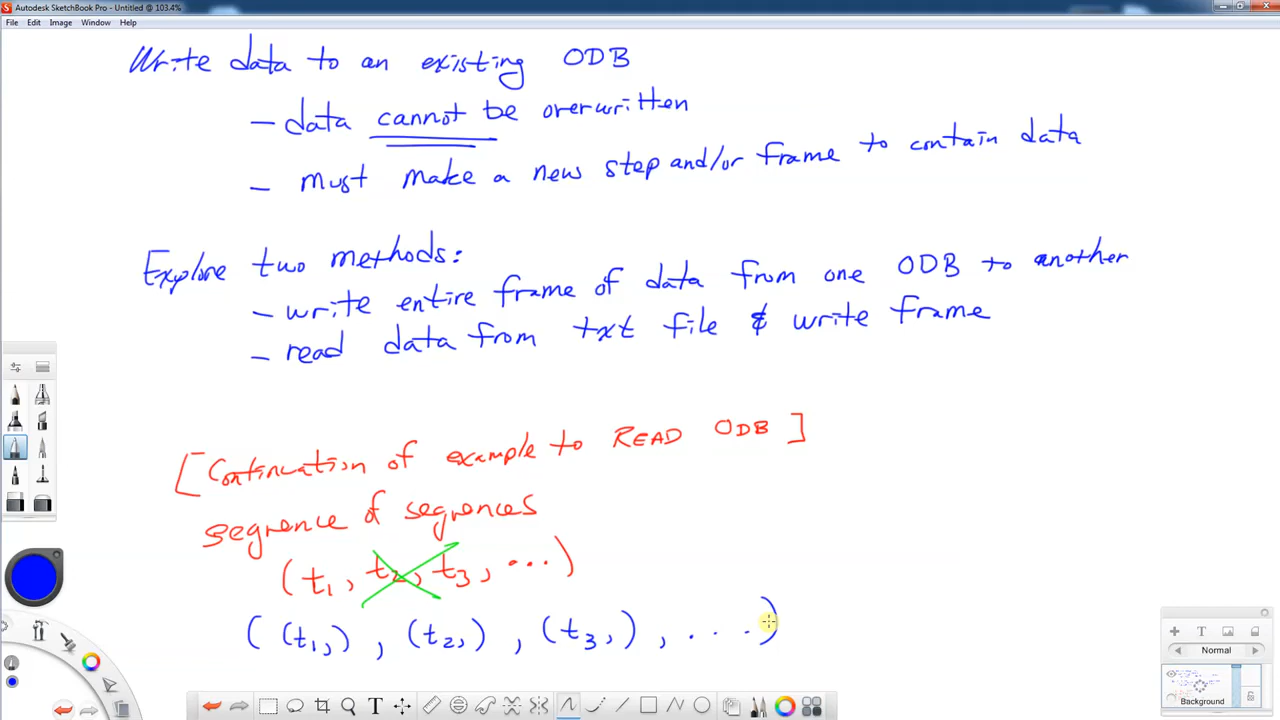 Autodesk SketchBook Pro - Untitled @ 103.4%
File Edit Image Window Help
Write data to an existing ODB
- data cannot be overwritten
- must make a new step and/or frame to contain data
Explore two methods:
- write entire frame of data from one ODB to another
- read data from txt file & write frame
[Continuation of example to READ ODB]
sequence of sequences
(t1, t2, t3, ...)
((t1,), (t2,), (t3,), ...)
Normal
Background